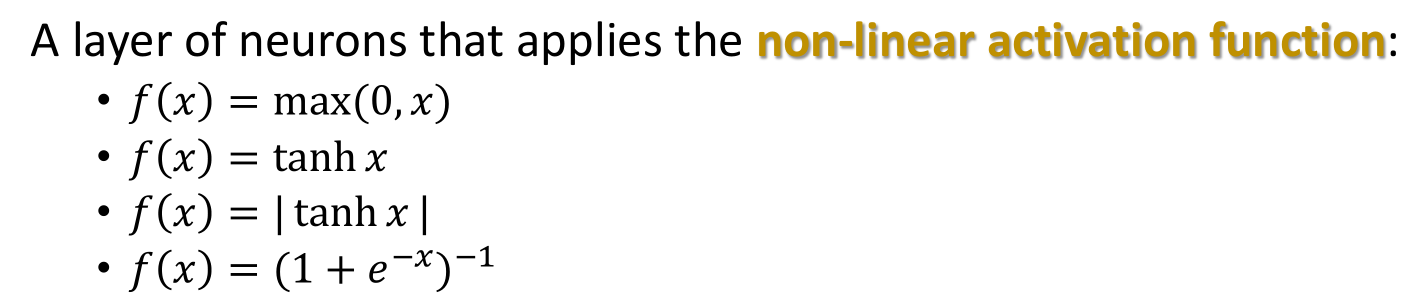 A layer of neurons that applies the non-linear activation function:
• f(x) = max(0, x)
• f(x) = tanh x
• f(x) = | tanh x |
• f(x) = (1 + e⁻ˣ)⁻¹